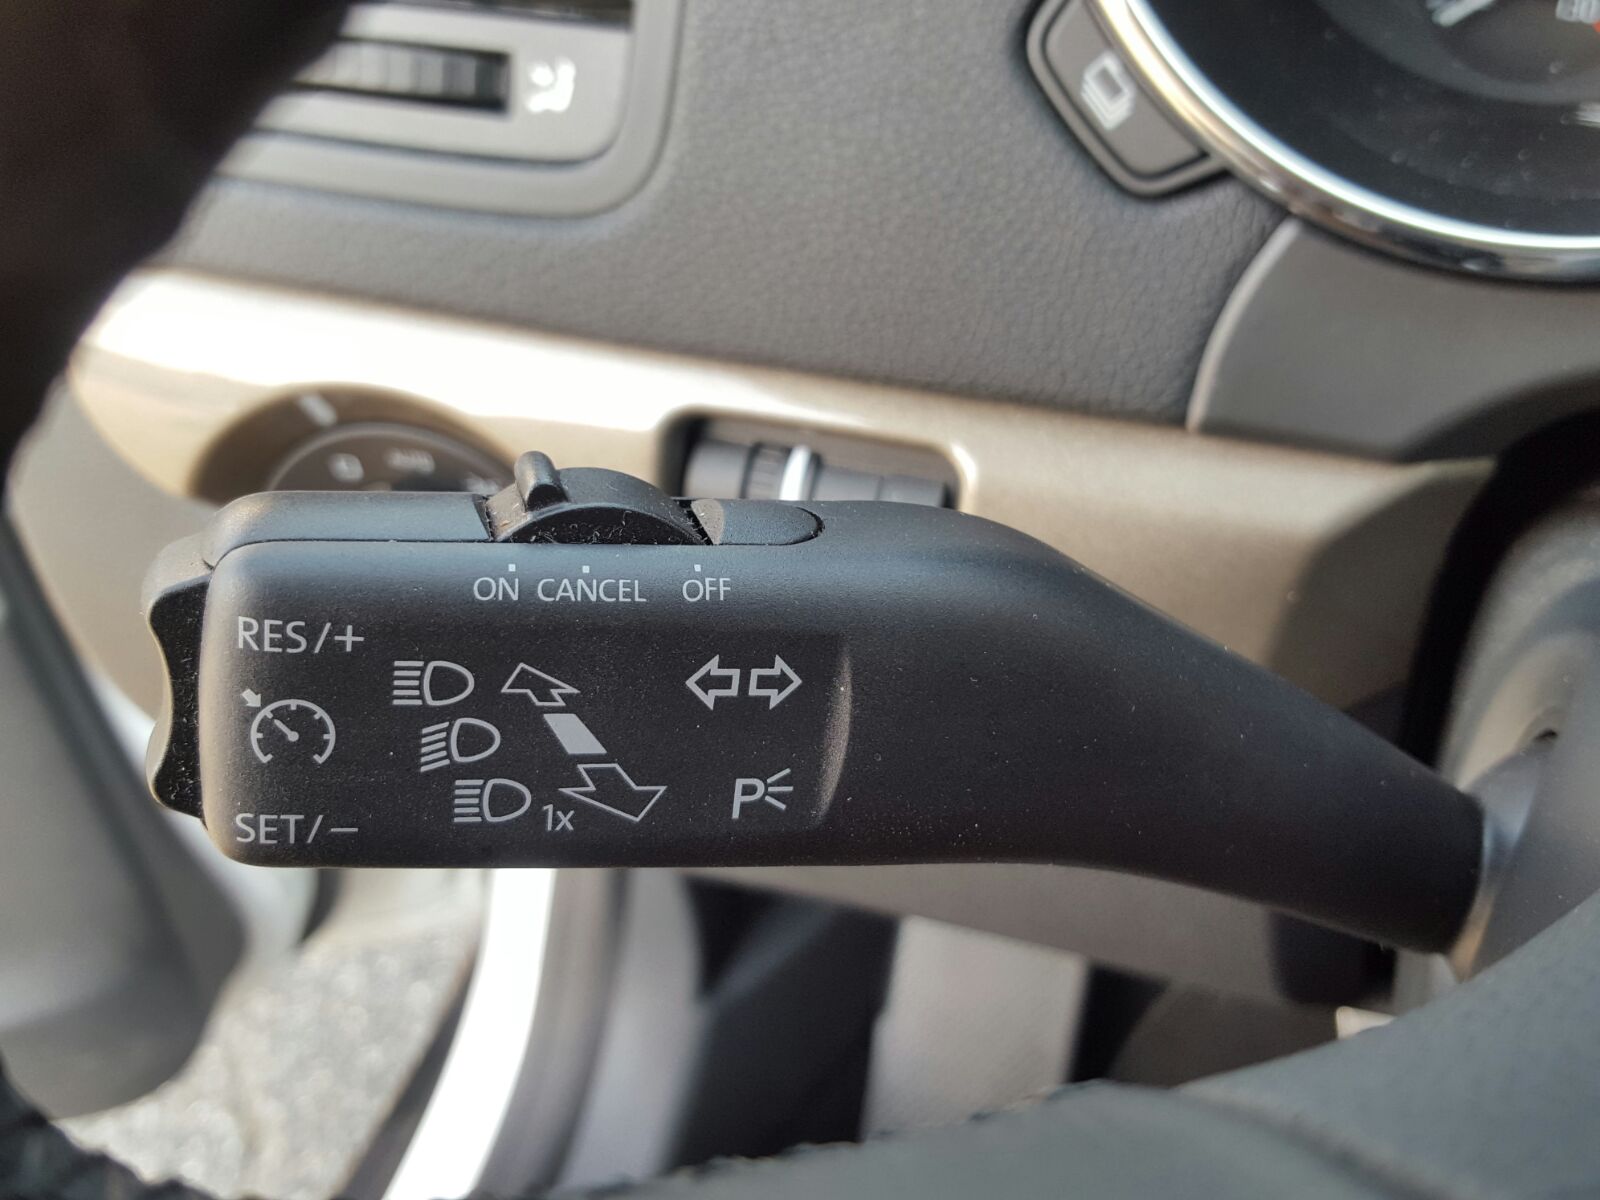 ON CANCEL OFF
RES/+
1x
P
SET/−